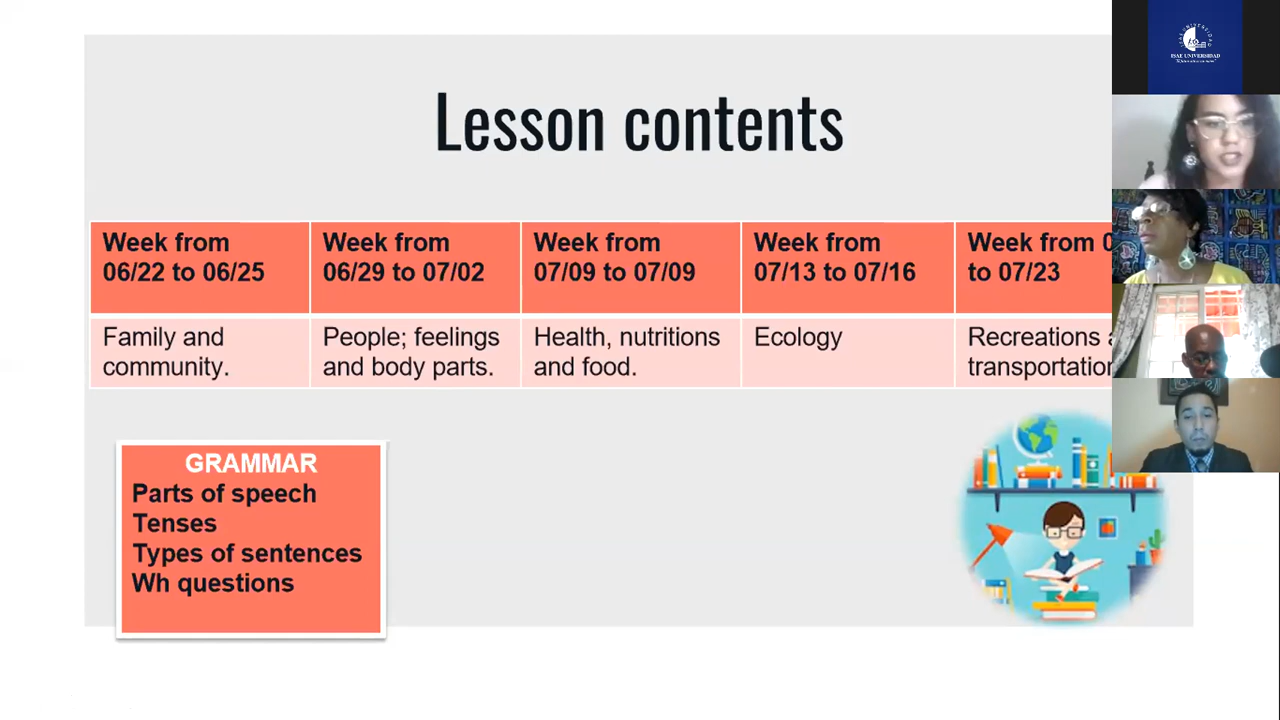 Lesson contents
Week from
06/22 to 06/25
Week from
06/29 to 07/02
Week from
07/09 to 07/09
Week from
07/13 to 07/16
Week from
to 07/23
Family and
community.
People; feelings
and body parts.
Health, nutritions
and food.
Ecology
Recreations
GRAMMAR
Parts of speech
Tenses
Types of sentences
Wh questions
ISAE UNIVERSIDAD